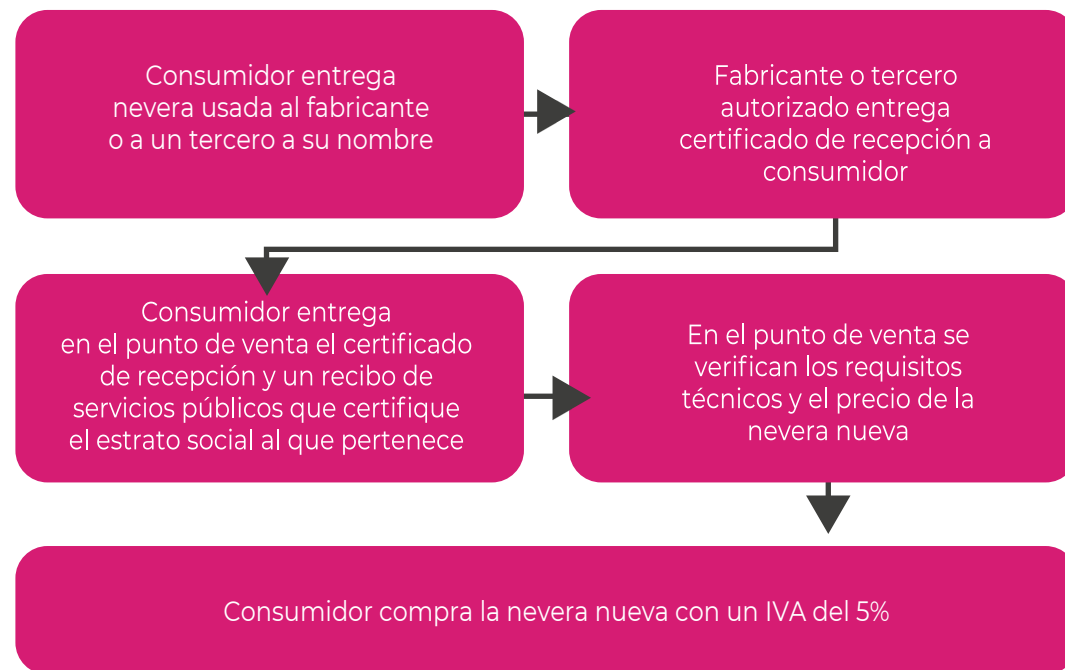 Consumidor entrega
nevera usada al fabricante
o a un tercero a su nombre
Fabricante o tercero
autorizado entrega
certificado de recepción a
consumidor
Consumidor entrega
en el punto de venta el certificado
de recepción y un recibo de
servicios públicos que certifique
el estrato social al que pertenece
En el punto de venta se
verifican los requisitos
técnicos y el precio de la
nevera nueva
Consumidor compra la nevera nueva con un IVA del 5%